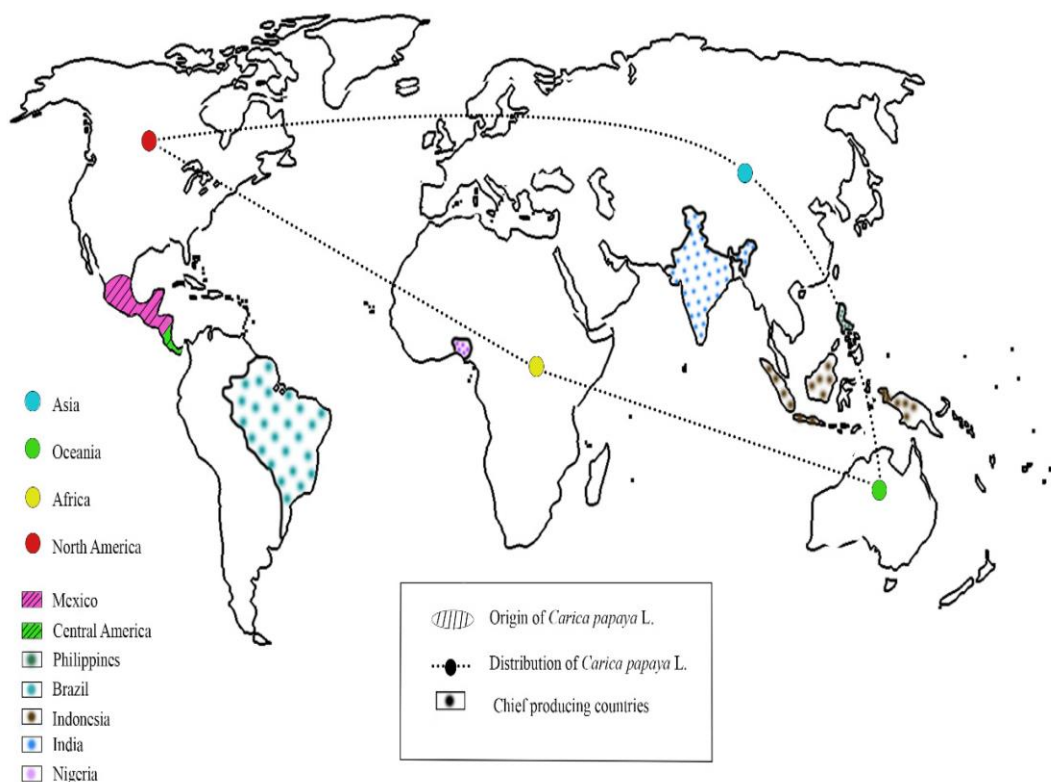 Asia
Oceania
Africa
North America
Mexico
Central America
Philippines
Brazil
Indonesia
India
Nigeria
Origin of Carica papaya L.
Distribution of Carica papaya L.
Chief producing countries